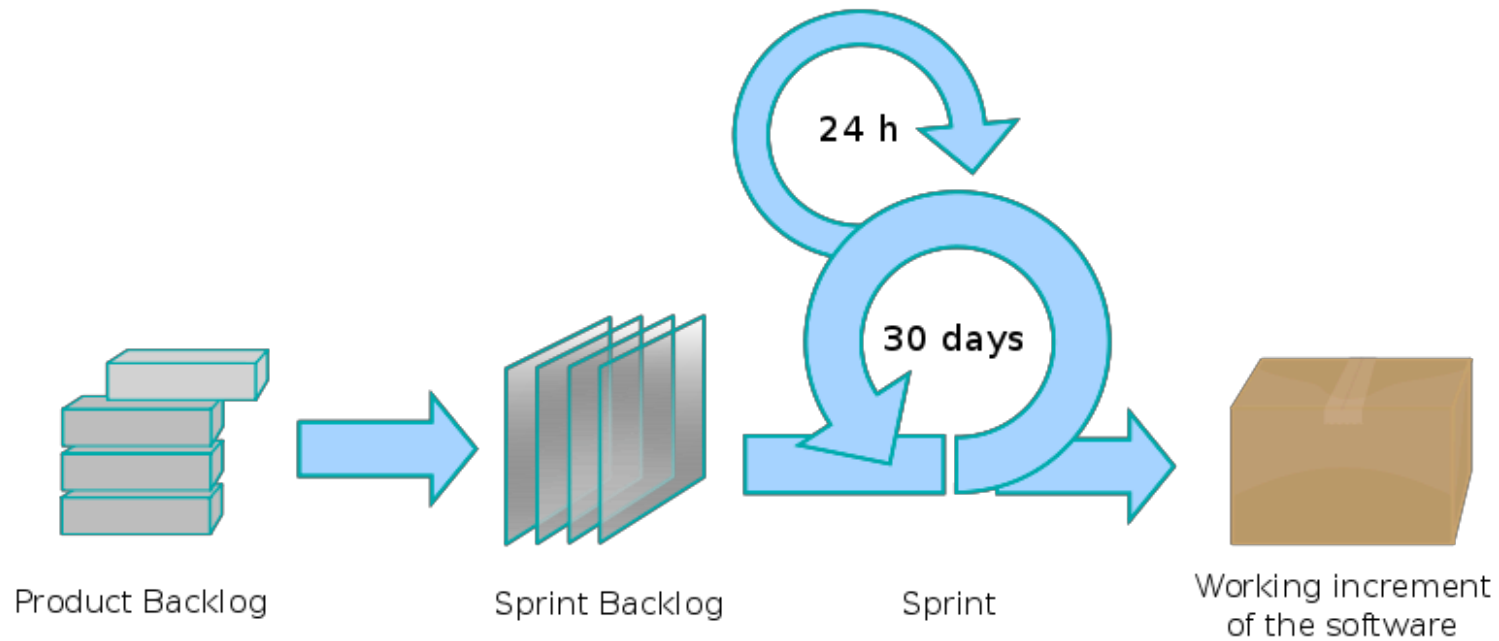 24 h
30 days
Product Backlog
Sprint Backlog
Sprint
Working increment
of the software